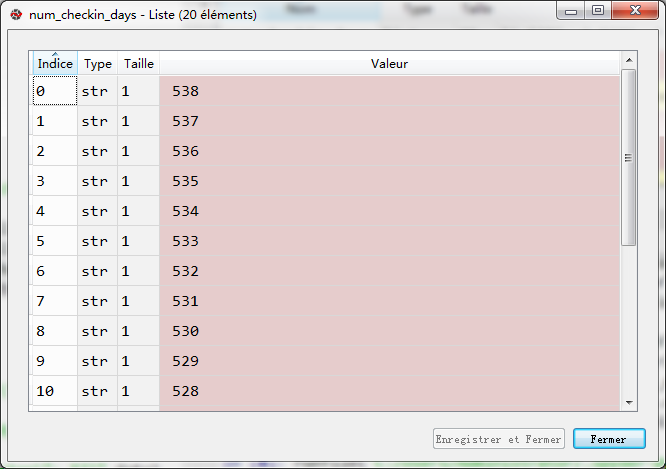 num_checkin_days - Liste (20 éléments)
Indice Type Taille Valeur
0 str 1 538
1 str 1 537
2 str 1 536
3 str 1 535
4 str 1 534
5 str 1 533
6 str 1 532
7 str 1 531
8 str 1 530
9 str 1 529
10 str 1 528
Enregistrer et Fermer Fermer